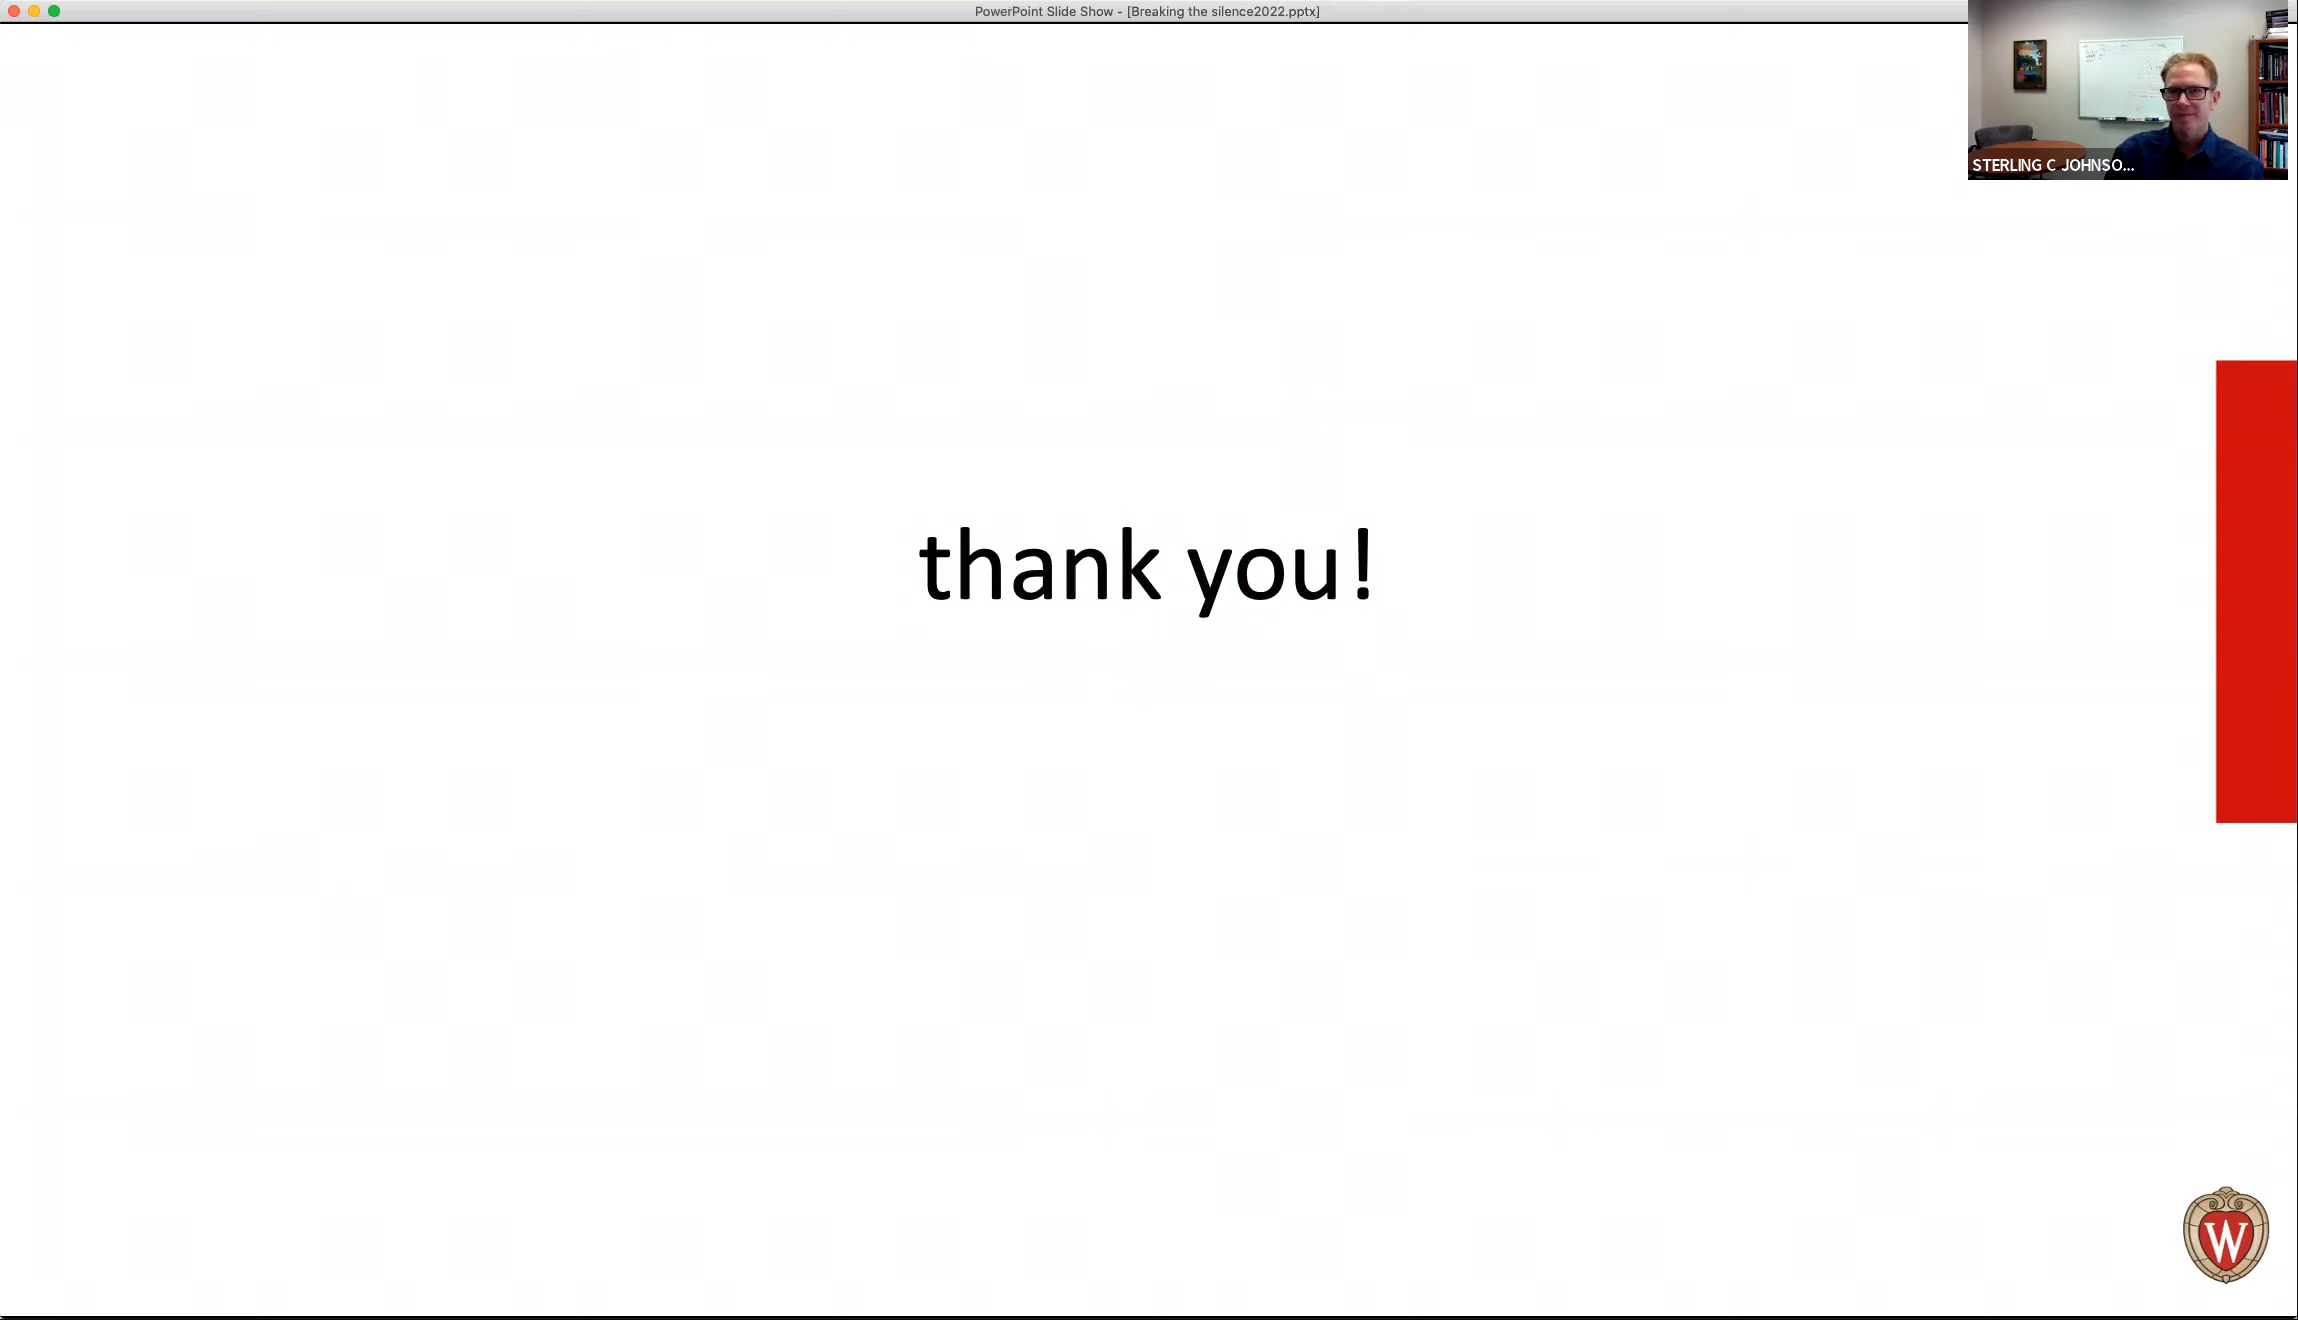 PowerPoint Slide Show - [Breaking the silence2022.pptx]
STERLING C JOHNSO...
thank you!
W